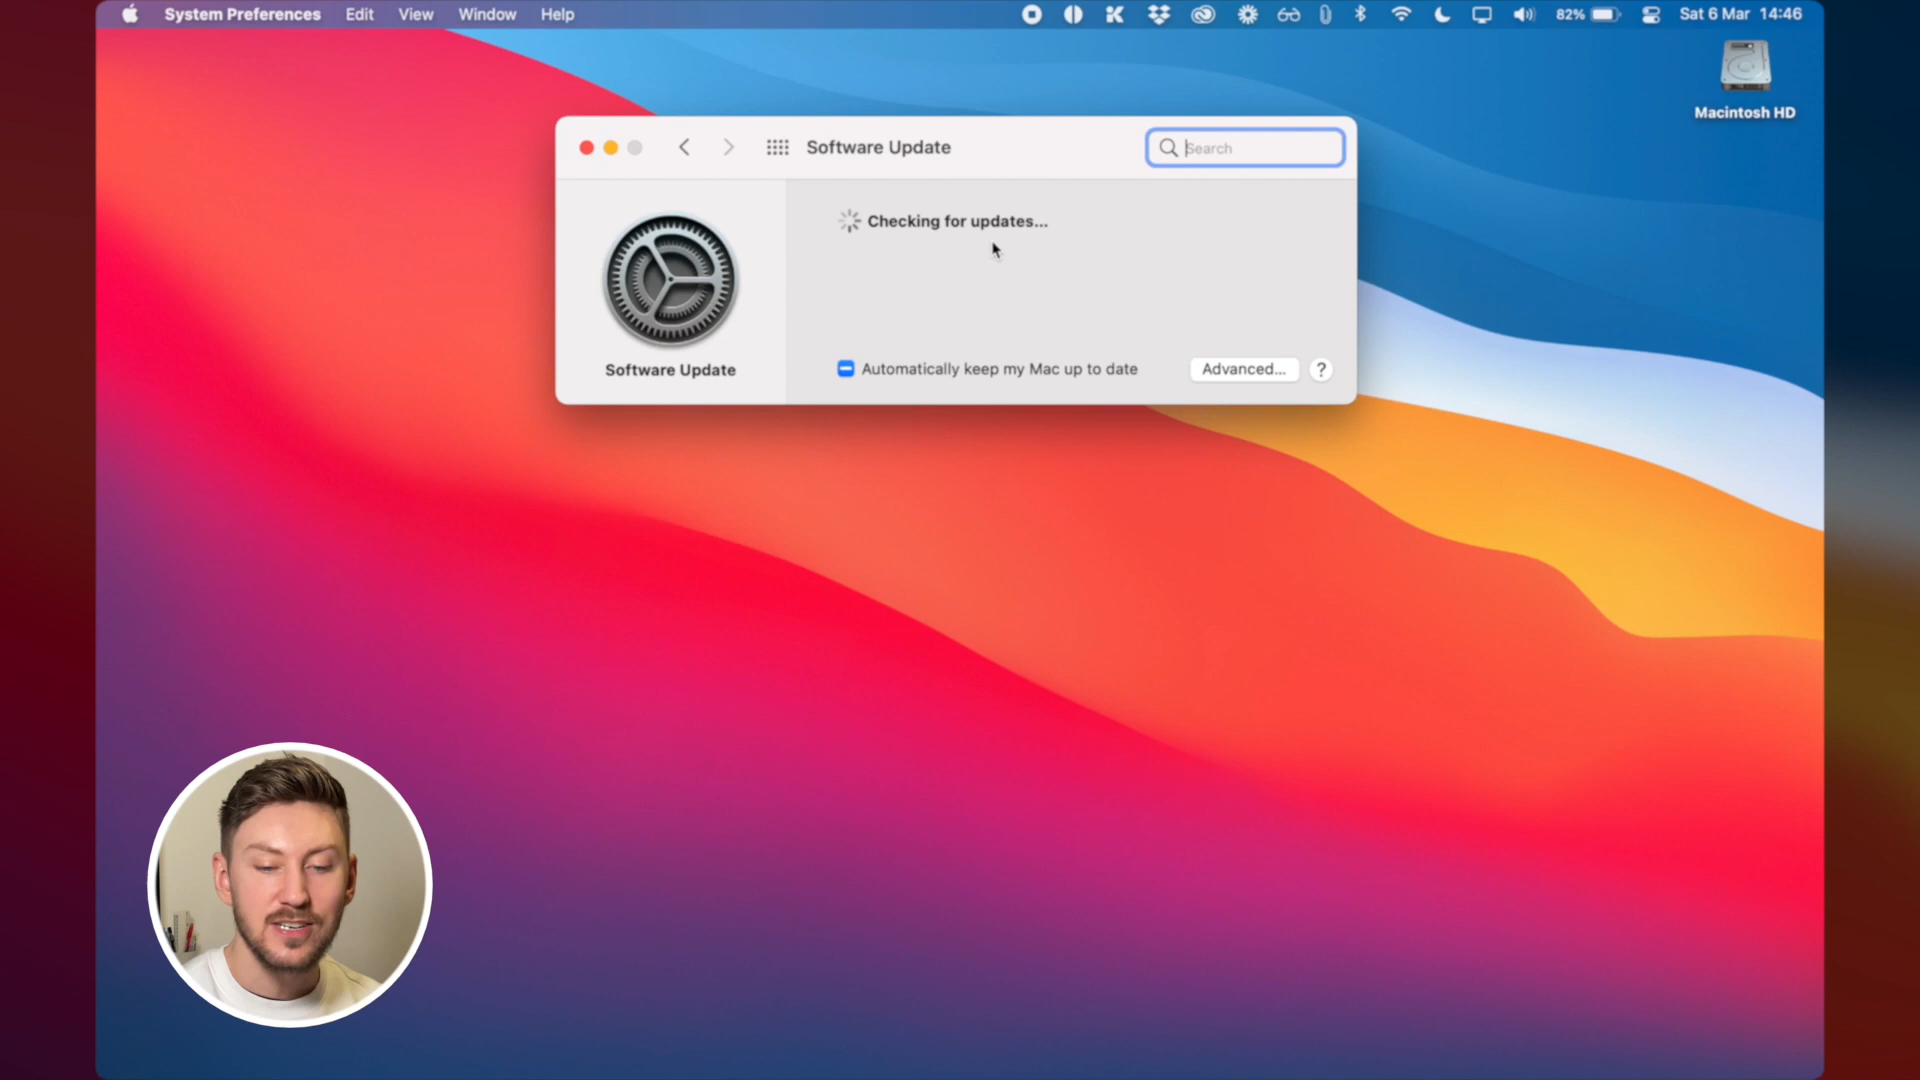 System Preferences Edit View Window Help 82% Sat 6 Mar 14:46
Macintosh HD
Software Update
Search
Checking for updates...
Software Update
Automatically keep my Mac up to date
Advanced...
?